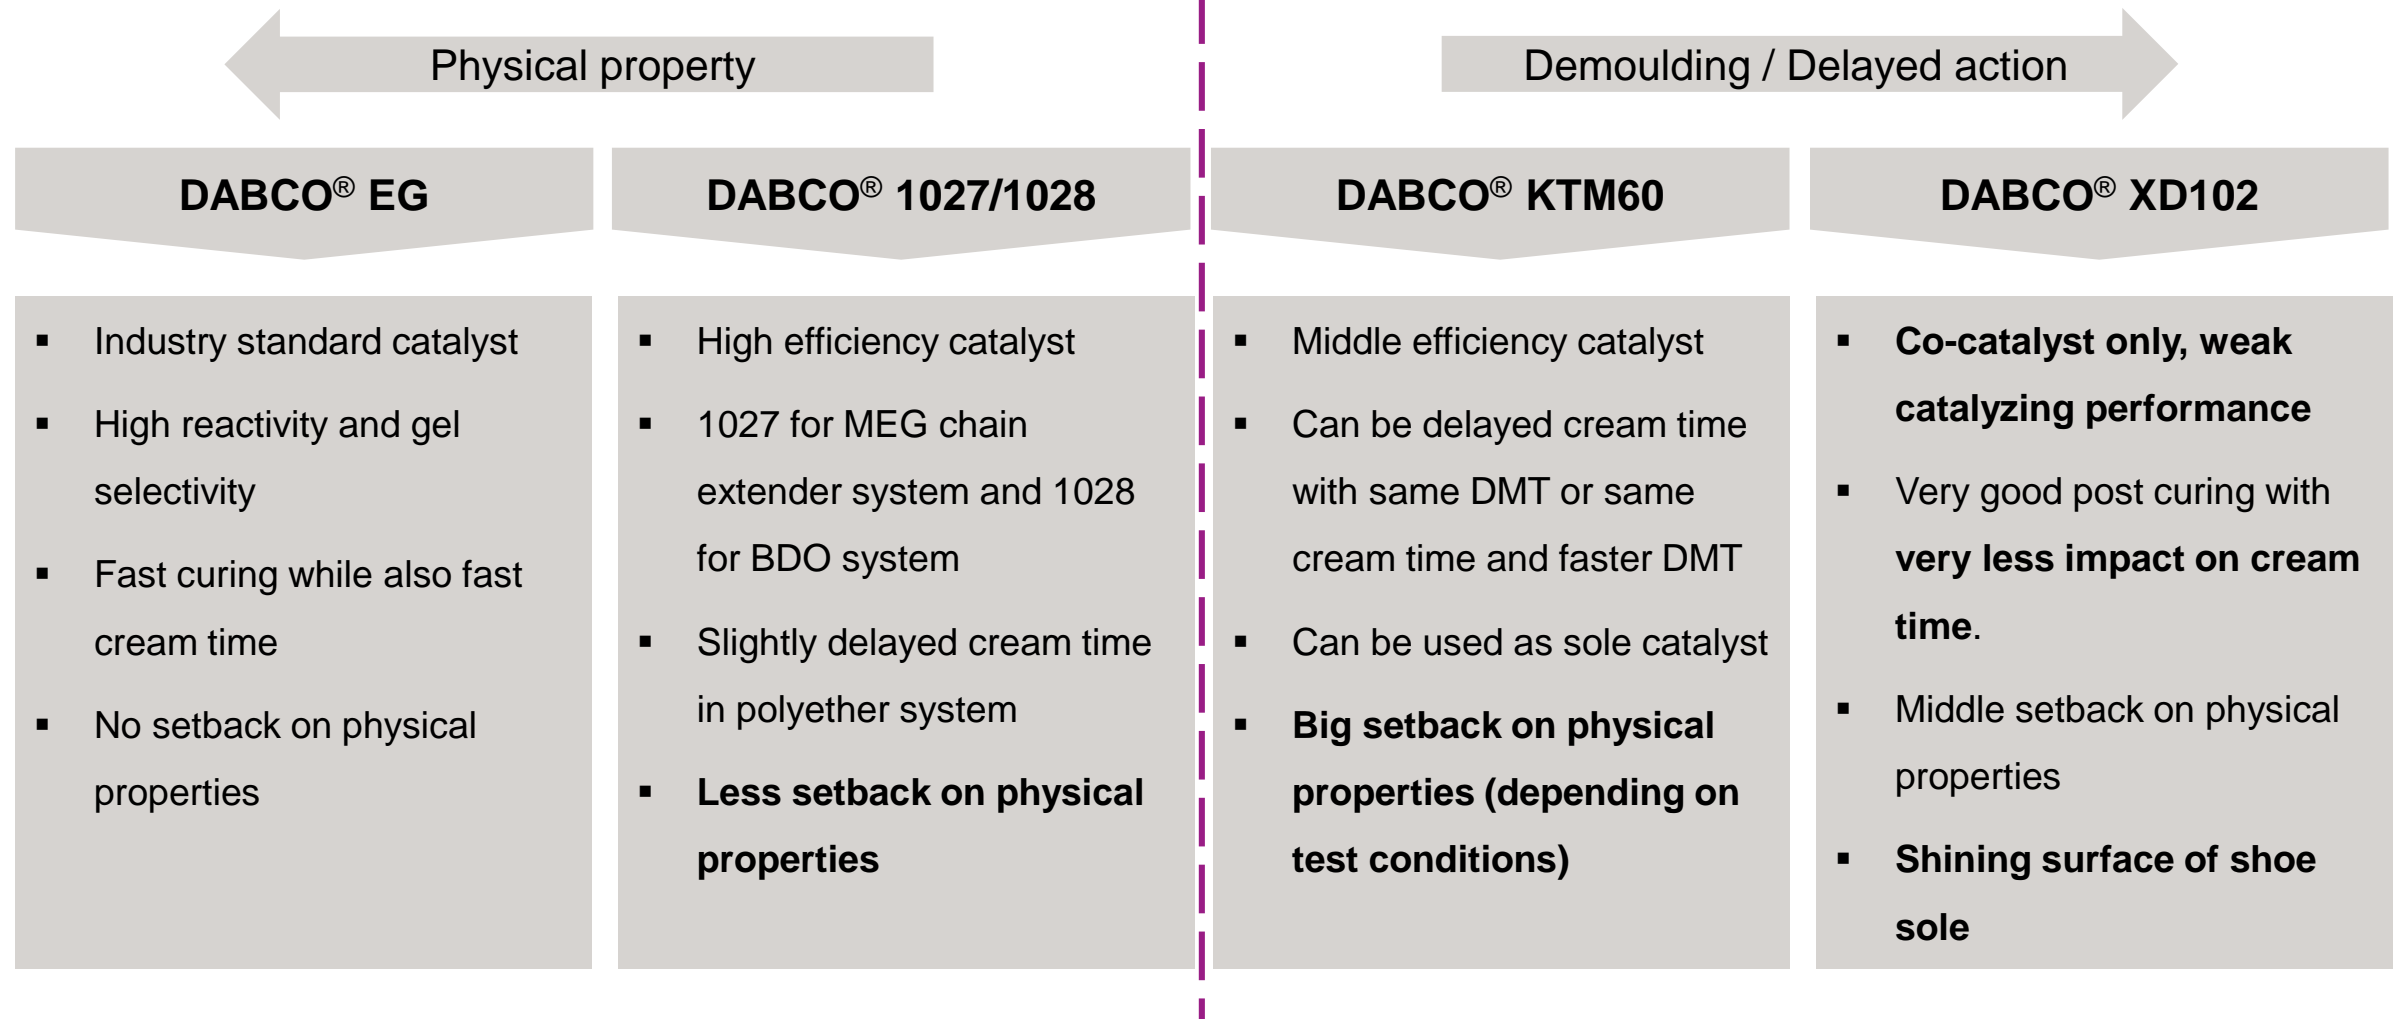 Physical property
Demoulding / Delayed action
DABCO® EG
▪ Industry standard catalyst
▪ High reactivity and gel
selectivity
▪ Fast curing while also fast
cream time
▪ No setback on physical
properties
DABCO® 1027/1028
▪ High efficiency catalyst
▪ 1027 for MEG chain
extender system and 1028
for BDO system
▪ Slightly delayed cream time
in polyether system
▪ Less setback on physical
properties
DABCO® KTM60
▪ Middle efficiency catalyst
▪ Can be delayed cream time
with same DMT or same
cream time and faster DMT
▪ Can be used as sole catalyst
▪ Big setback on physical
properties (depending on
test conditions)
DABCO® XD102
▪ Co-catalyst only, weak
catalyzing performance
▪ Very good post curing with
very less impact on cream
time.
▪ Middle setback on physical
properties
▪ Shining surface of shoe
sole